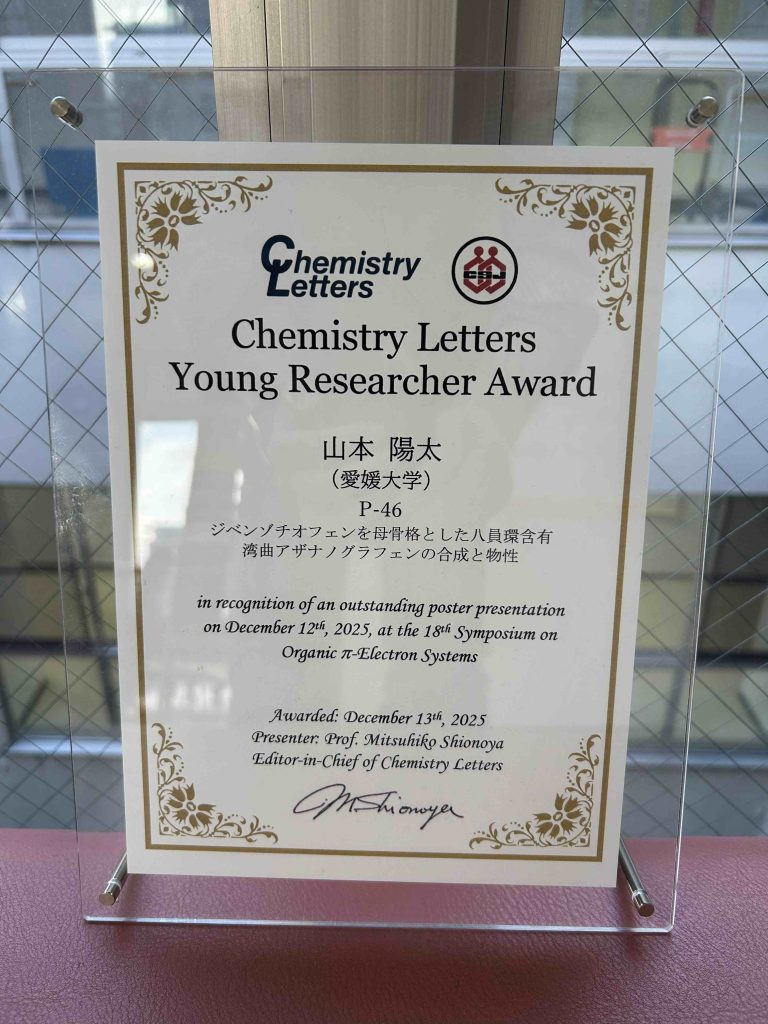 Chemistry
Letters
CSJ
Chemistry Letters
Young Researcher Award
山本 陽太
（愛媛大学）
P-46
ジベンゾチオフェンを母骨格とした八員環含有
湾曲アザナノグラフェンの合成と物性
in recognition of an outstanding poster presentation
on December 12th, 2025, at the 18th Symposium on
Organic π-Electron Systems
Awarded: December 13th, 2025
Presenter: Prof. Mitsuhiko Shionoya
Editor-in-Chief of Chemistry Letters
M. Shionoya